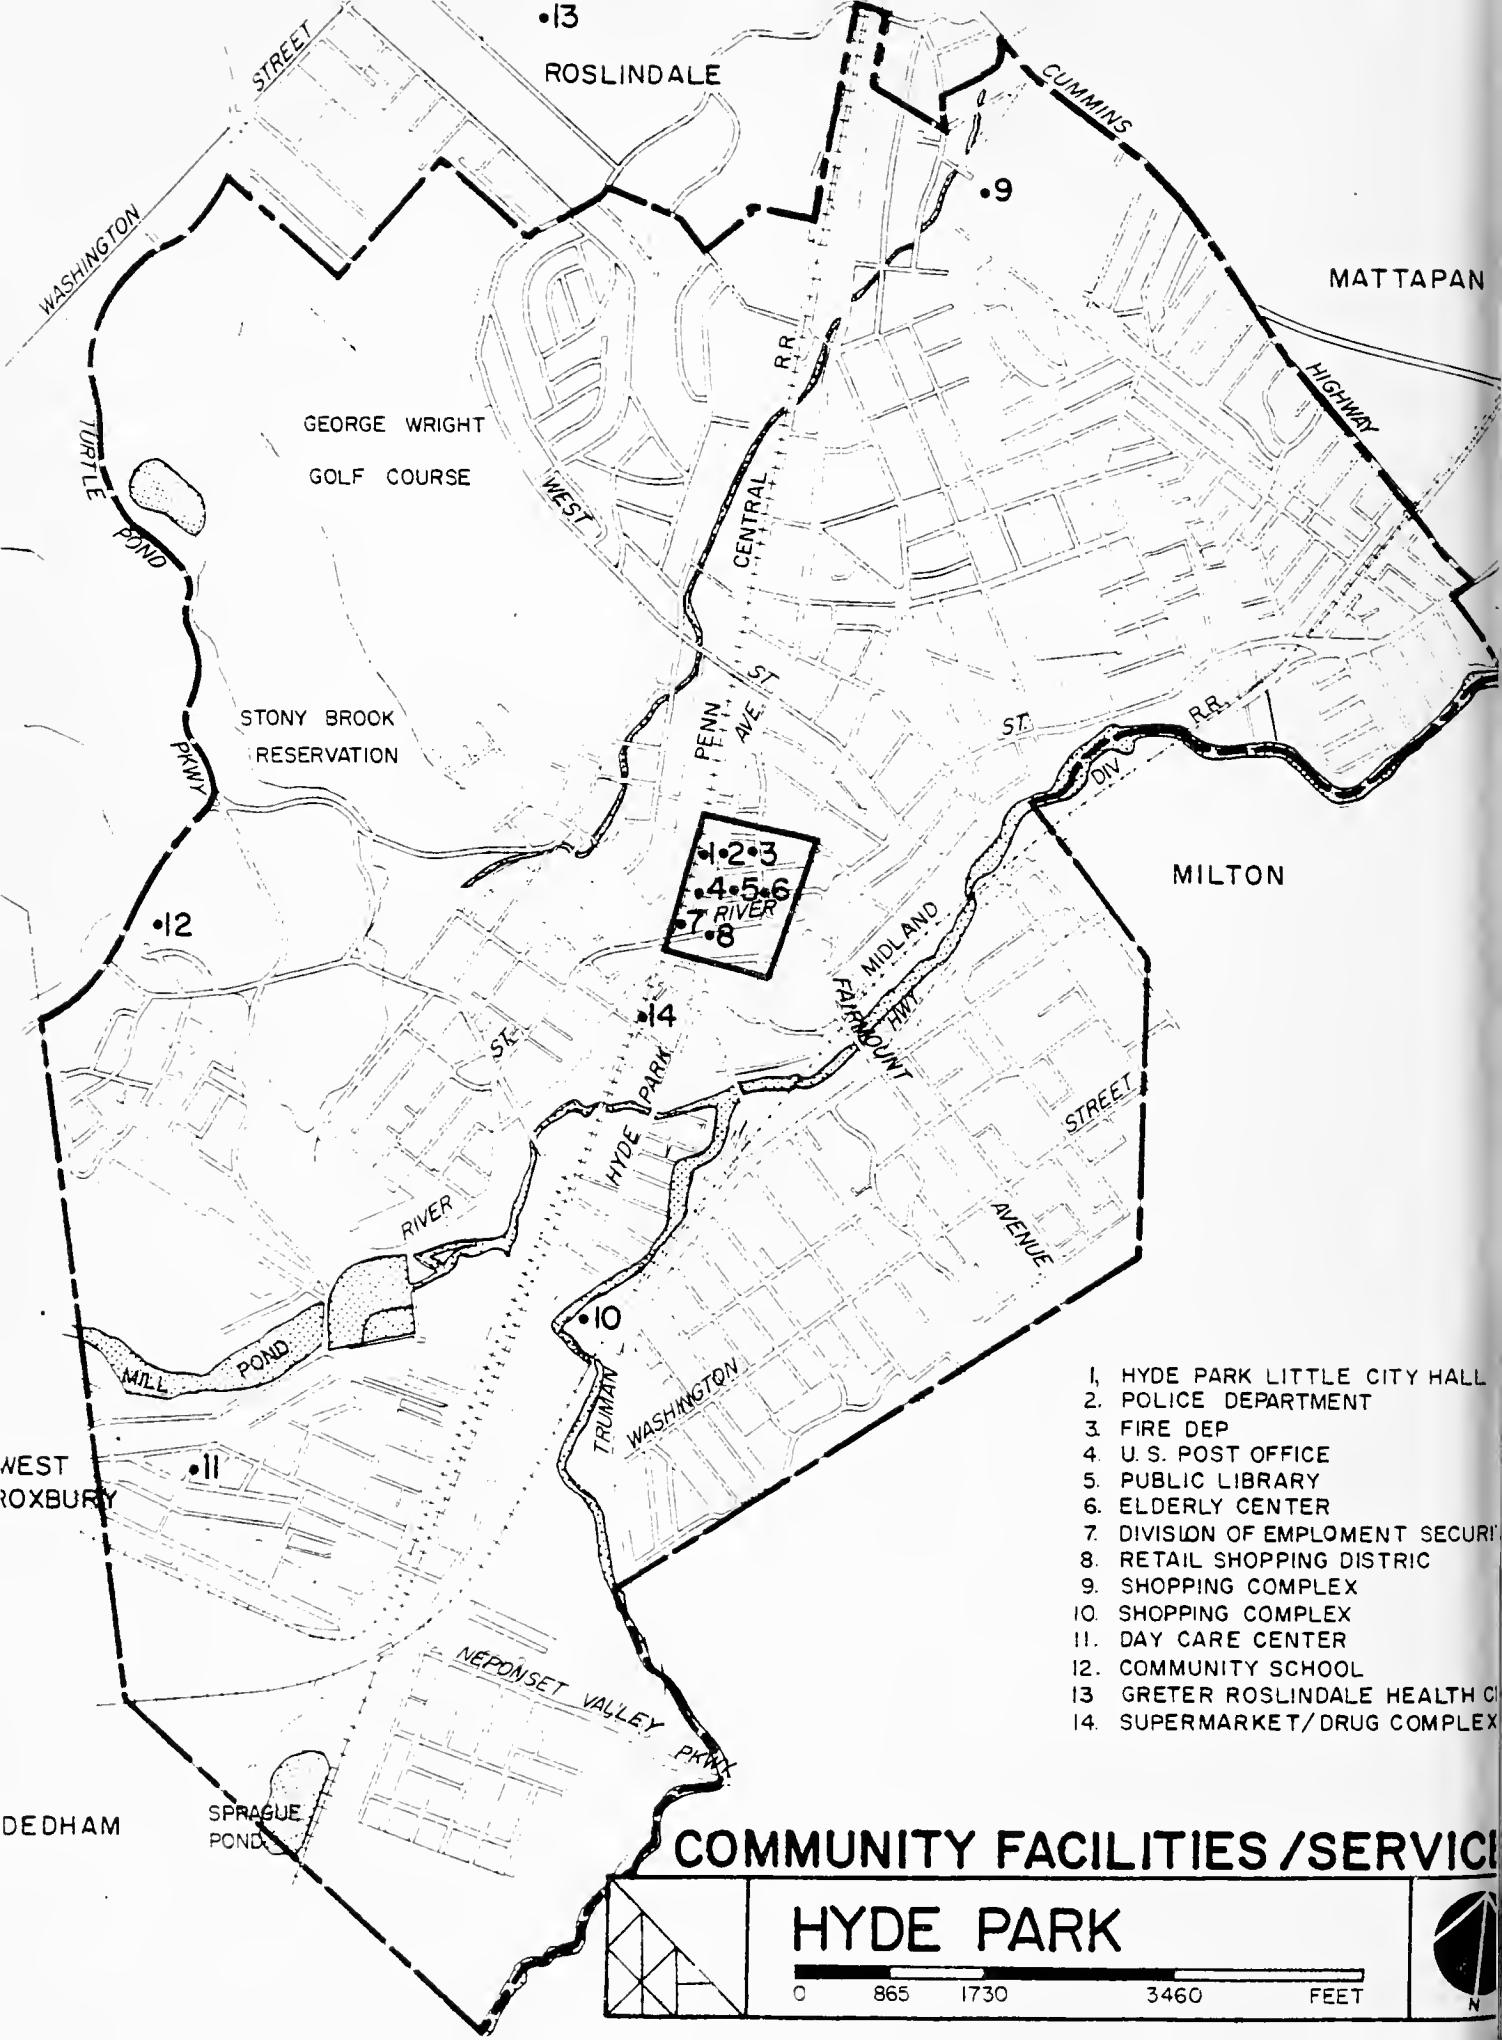 •13
ROSLINDALE
STREET
CUMMINS
•9
WASHINGTON
MATTAPAN
R.R.
HIGHWAY
GEORGE WRIGHT
GOLF COURSE
TURTLE
POND
WEST
CENTRAL
ST
PENN
AVE.
STONY BROOK
RESERVATION
PKWY
ST.
R.R.
DIV
•1•2•3
•4•5•6
•7 RIVER
•8
MILTON
•12
MIDLAND
FAIRMOUNT
HWY
•14
ST.
HYDE PARK
STREET
RIVER
AVENUE
•10
MILL POND
TRUMAN
WASHINGTON
WEST
ROXBURY
•11
1, HYDE PARK LITTLE CITY HALL
2. POLICE DEPARTMENT
3. FIRE DEP
4. U.S. POST OFFICE
5. PUBLIC LIBRARY
6. ELDERLY CENTER
7. DIVISION OF EMPLOMENT SECURI
8. RETAIL SHOPPING DISTRIC
9. SHOPPING COMPLEX
10. SHOPPING COMPLEX
11. DAY CARE CENTER
12. COMMUNITY SCHOOL
13 GRETER ROSLINDALE HEALTH C
14. SUPERMARKET/DRUG COMPLEX
NEPONSET VALLEY
PKWY
DEDHAM
SPRAGUE
POND
COMMUNITY FACILITIES/SERVICE
HYDE PARK
0 865 1730 3460 FEET
N